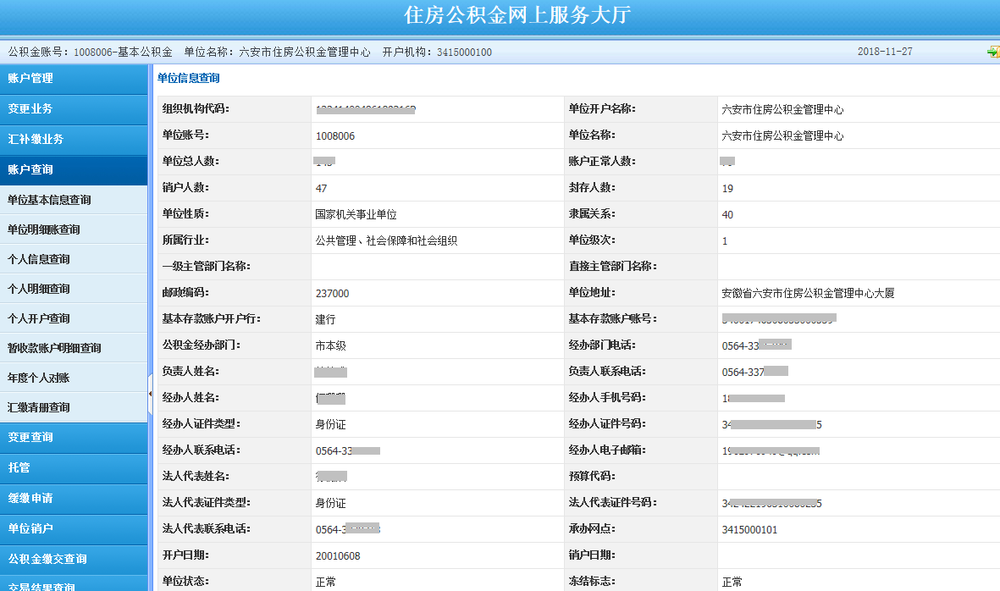 住房公积金网上服务大厅
公积金账号：1008006-基本公积金 单位名称：六安市住房公积金管理中心 开户机构：3415000100 2018-11-27
账户管理
变更业务
汇补缴业务
账户查询
单位基本信息查询
单位明细账查询
个人信息查询
个人明细查询
个人开户查询
暂收款账户明细查询
年度个人对账
汇缴清册查询
变更查询
托管
缓缴申请
单位销户
公积金缴交查询
交易结果查询
单位信息查询
组织机构代码： 单位开户名称： 六安市住房公积金管理中心
单位账号： 1008006 单位名称： 六安市住房公积金管理中心
单位总人数： 账户正常人数：
销户人数： 47 封存人数： 19
单位性质： 国家机关事业单位 隶属关系： 40
所属行业： 公共管理、社会保障和社会组织 单位级次： 1
一级主管部门名称： 直接主管部门名称：
邮政编码： 237000 单位地址： 安徽省六安市住房公积金管理中心大厦
基本存款账户开户行： 建行 基本存款账户账号：
公积金经办部门： 市本级 经办部门电话： 0564-33
负责人姓名： 负责人联系电话： 0564-337
经办人姓名： 经办人手机号码： 18
经办人证件类型： 身份证 经办人证件号码： 34 5
经办人联系电话： 0564-33 经办人电子邮箱：
法人代表姓名： 预算代码：
法人代表证件类型： 身份证 法人代表证件号码：
法人代表联系电话： 0564-3 承办网点： 3415000101
开户日期： 20010608 销户日期：
单位状态： 正常 冻结标志： 正常